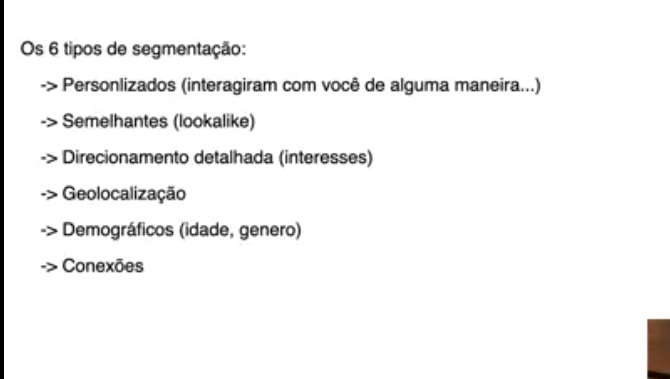 Os 6 tipos de segmentação:
-> Personlizados (interagiram com você de alguma maneira...)
-> Semelhantes (lookalike)
-> Direcionamento detalhada (interesses)
-> Geolocalização
-> Demográficos (idade, genero)
-> Conexões